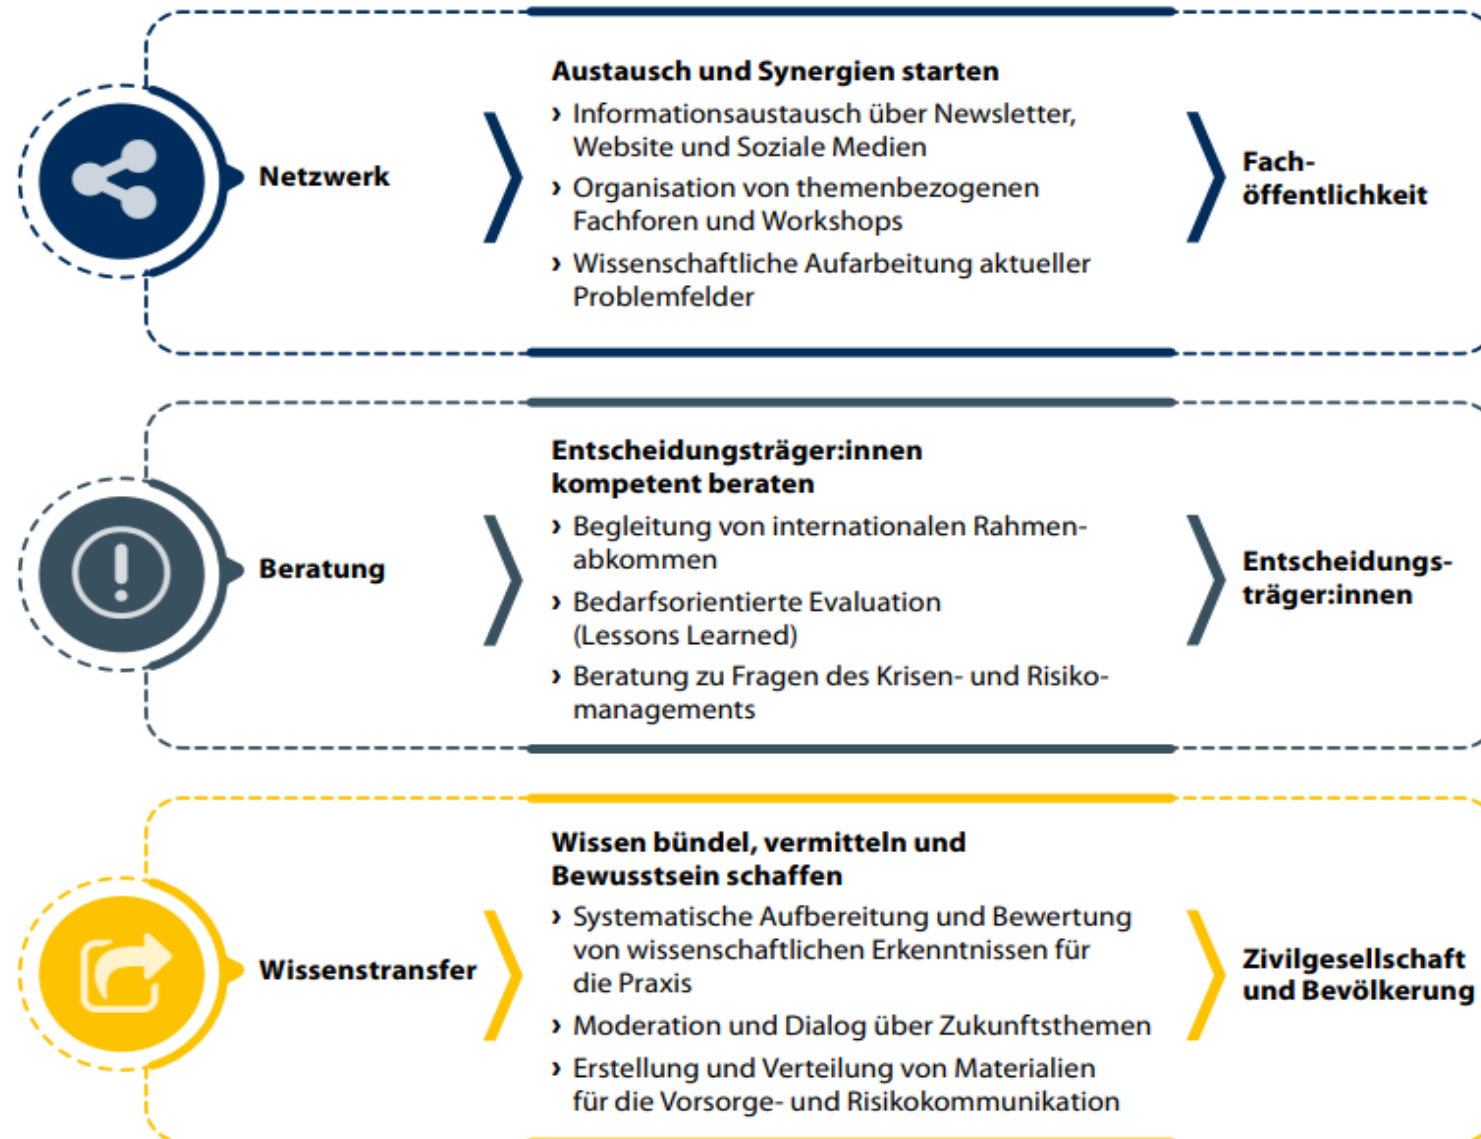 Netzwerk
Austausch und Synergien starten
› Informationsaustausch über Newsletter,
Website und Soziale Medien
› Organisation von themenbezogenen
Fachforen und Workshops
› Wissenschaftliche Aufarbeitung aktueller
Problemfelder
Fach-
öffentlichkeit
Beratung
Entscheidungsträger:innen
kompetent beraten
› Begleitung von internationalen Rahmen-
abkommen
› Bedarfsorientierte Evaluation
(Lessons Learned)
› Beratung zu Fragen des Krisen- und Risiko-
managements
Entscheidungs-
träger:innen
Wissenstransfer
Wissen bündel, vermitteln und
Bewusstsein schaffen
› Systematische Aufbereitung und Bewertung
von wissenschaftlichen Erkenntnissen für
die Praxis
› Moderation und Dialog über Zukunftsthemen
› Erstellung und Verteilung von Materialien
für die Vorsorge- und Risikokommunikation
Zivilgesellschaft
und Bevölkerung